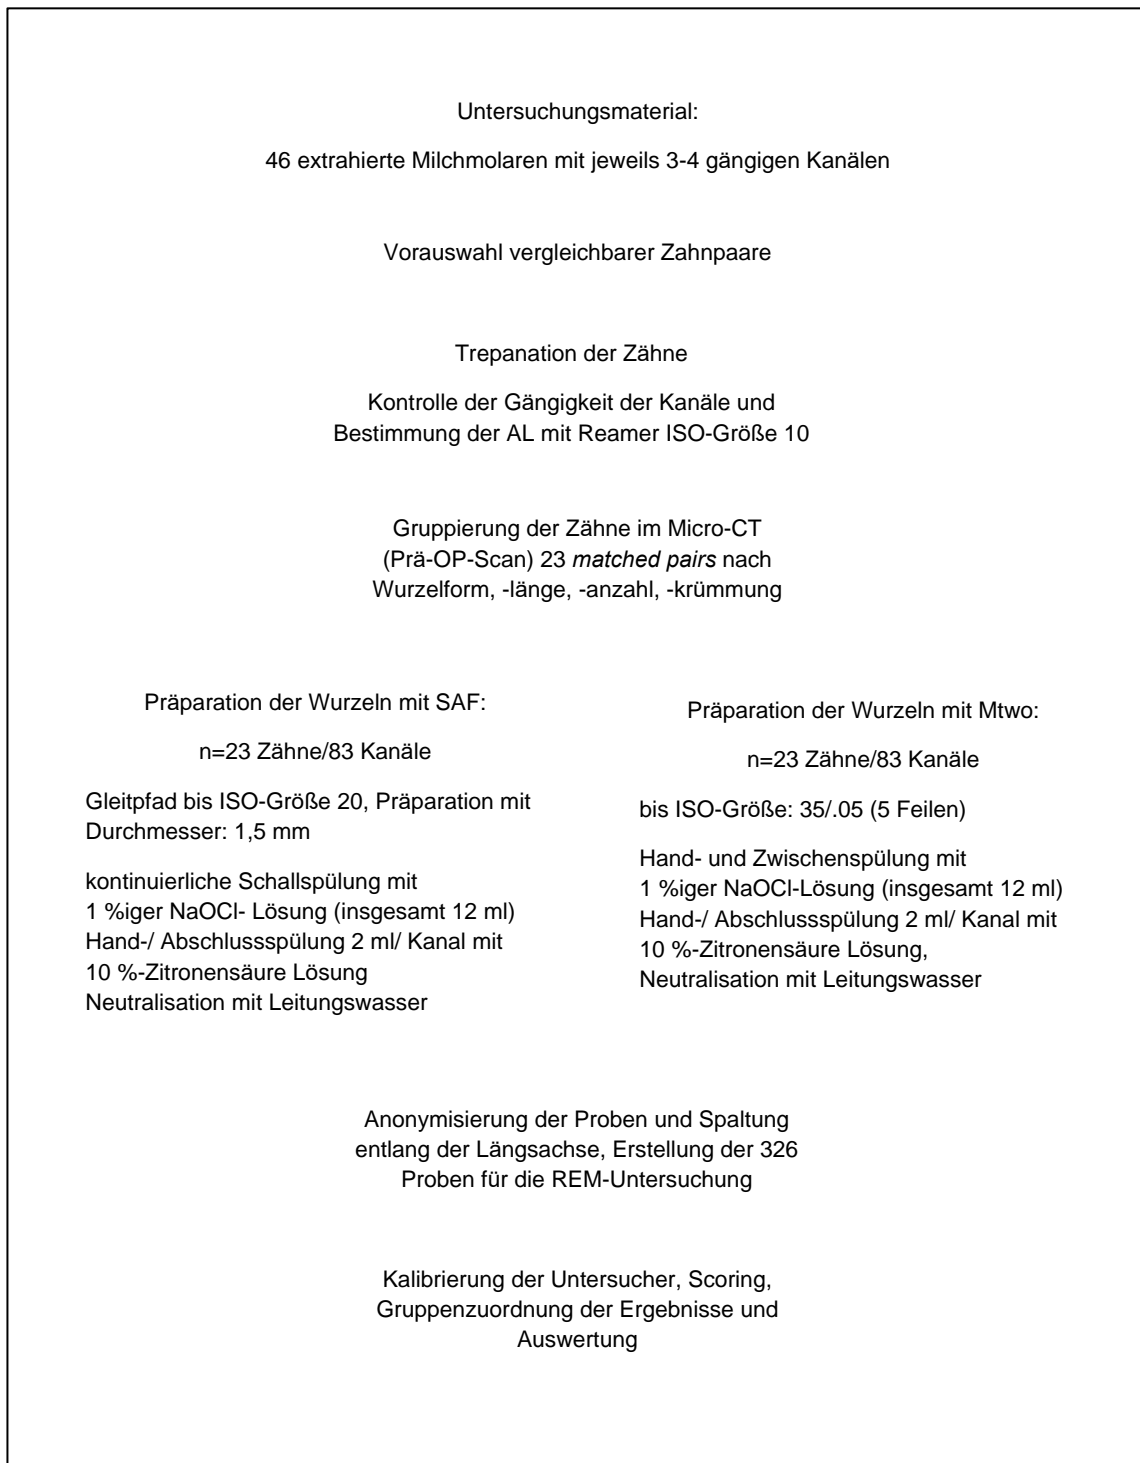 Untersuchungsmaterial:
46 extrahierte Milchmolaren mit jeweils 3-4 gängigen Kanälen
Vorauswahl vergleichbarer Zahnpaare
Trepanation der Zähne
Kontrolle der Gängigkeit der Kanäle und
Bestimmung der AL mit Reamer ISO-Größe 10
Gruppierung der Zähne im Micro-CT
(Prä-OP-Scan) 23 matched pairs nach
Wurzelform, -länge, -anzahl, -krümmung
Präparation der Wurzeln mit SAF:
n=23 Zähne/83 Kanäle
Gleitpfad bis ISO-Größe 20, Präparation mit
Durchmesser: 1,5 mm
kontinuierliche Schallspülung mit
1 %iger NaOCl- Lösung (insgesamt 12 ml)
Hand-/ Abschlussspülung 2 ml/ Kanal mit
10 %-Zitronensäure Lösung
Neutralisation mit Leitungswasser
Präparation der Wurzeln mit Mtwo:
n=23 Zähne/83 Kanäle
bis ISO-Größe: 35/.05 (5 Feilen)
Hand- und Zwischenspülung mit
1 %iger NaOCl-Lösung (insgesamt 12 ml)
Hand-/ Abschlussspülung 2 ml/ Kanal mit
10 %-Zitronensäure Lösung,
Neutralisation mit Leitungswasser
Anonymisierung der Proben und Spaltung
entlang der Längsachse, Erstellung der 326
Proben für die REM-Untersuchung
Kalibrierung der Untersucher, Scoring,
Gruppenzuordnung der Ergebnisse und
Auswertung